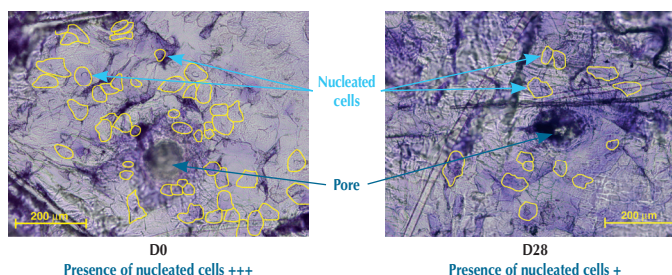 Nucleated
cells
Pore
200 µm
200 µm
D0
D28
Presence of nucleated cells +++
Presence of nucleated cells +